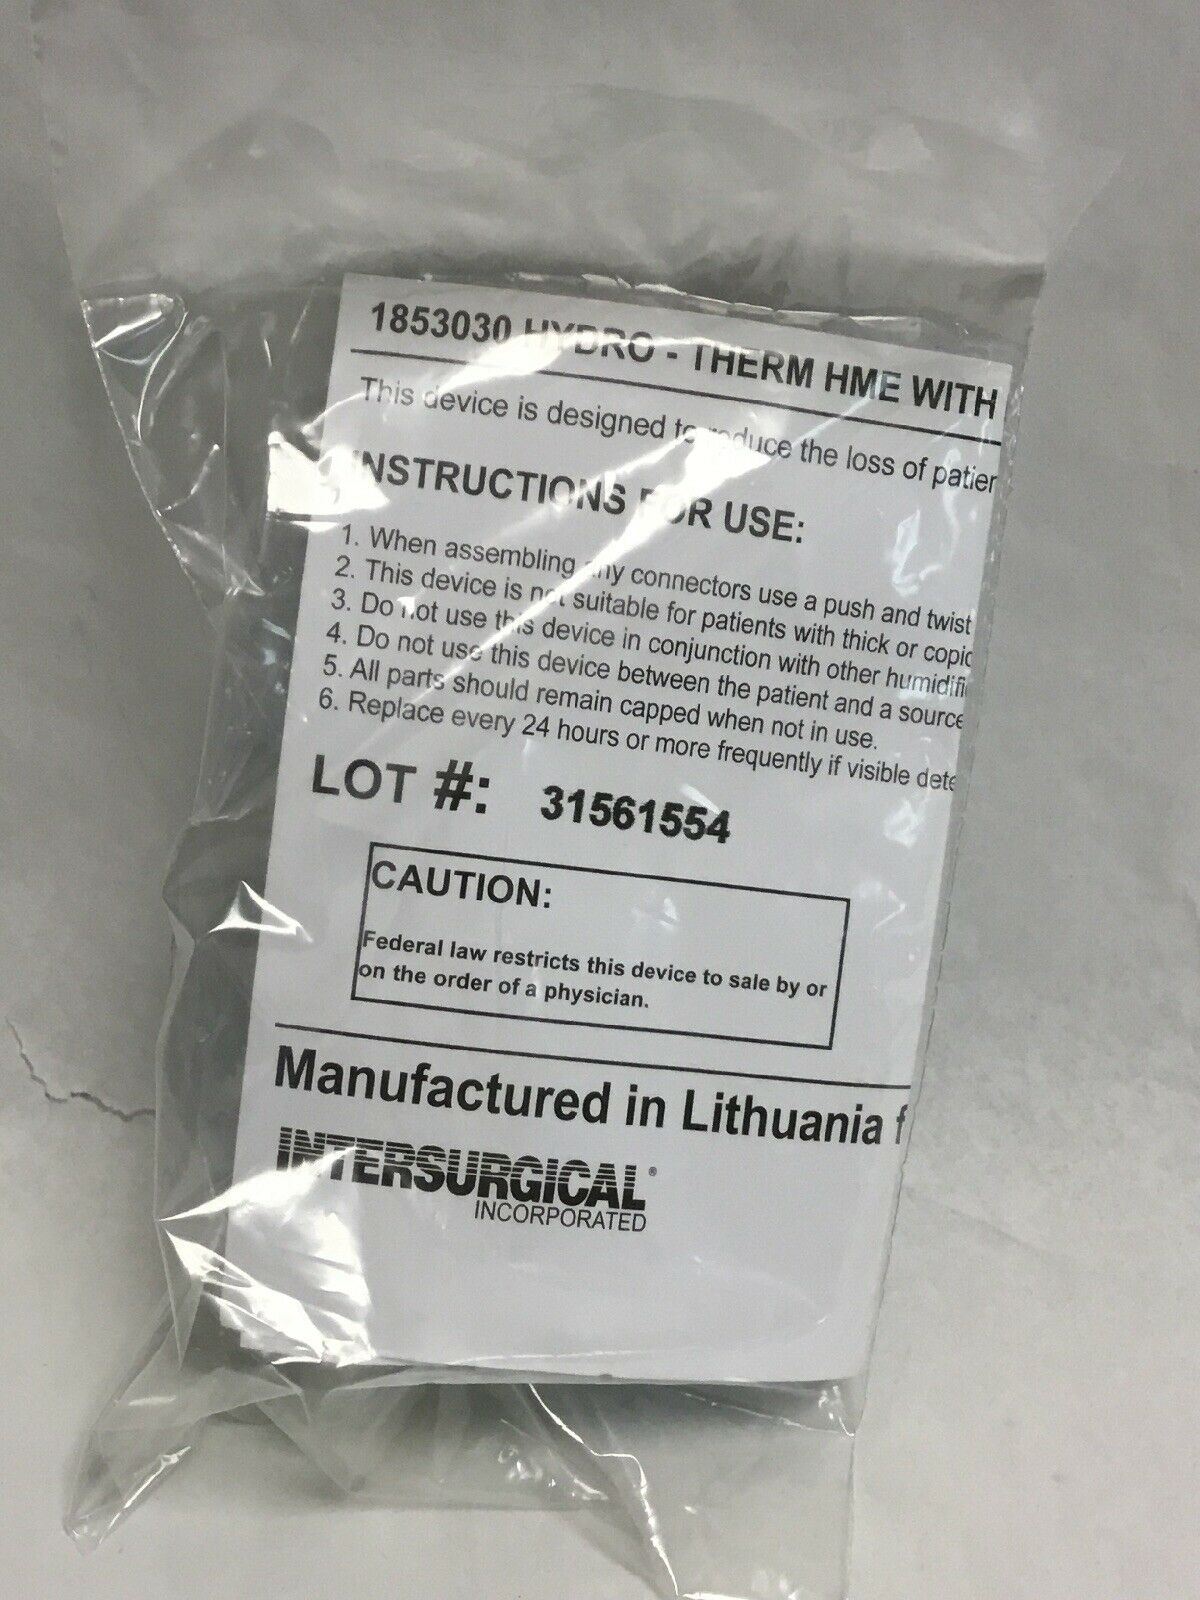 1853030 HYDRO - THERM HME WITH
This device is designed to reduce the loss of patien
INSTRUCTIONS FOR USE:
1. When assembling any connectors use a push and twist
2. This device is not suitable for patients with thick or copio
3. Do not use this device in conjunction with other humidifi
4. Do not use this device between the patient and a source
5. All parts should remain capped when not in use.
6. Replace every 24 hours or more frequently if visible dete
LOT #: 31561554
CAUTION:
Federal law restricts this device to sale by or
on the order of a physician.
Manufactured in Lithuania f
INTERSURGICAL®
INCORPORATED